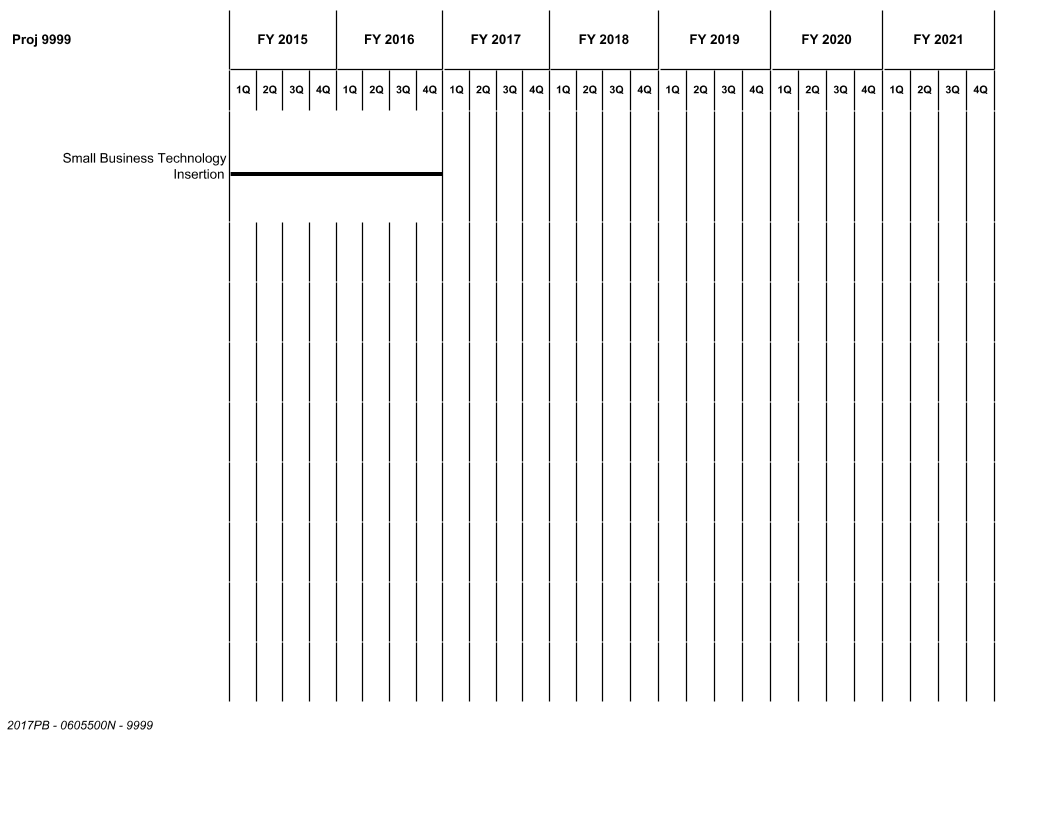 Proj 9999 FY 2015 FY 2016 FY 2017 FY 2018 FY 2019 FY 2020 FY 2021
1Q 2Q 3Q 4Q 1Q 2Q 3Q 4Q 1Q 2Q 3Q 4Q 1Q 2Q 3Q 4Q 1Q 2Q 3Q 4Q 1Q 2Q 3Q 4Q 1Q 2Q 3Q 4Q
Small Business Technology
Insertion
2017PB - 0605500N - 9999